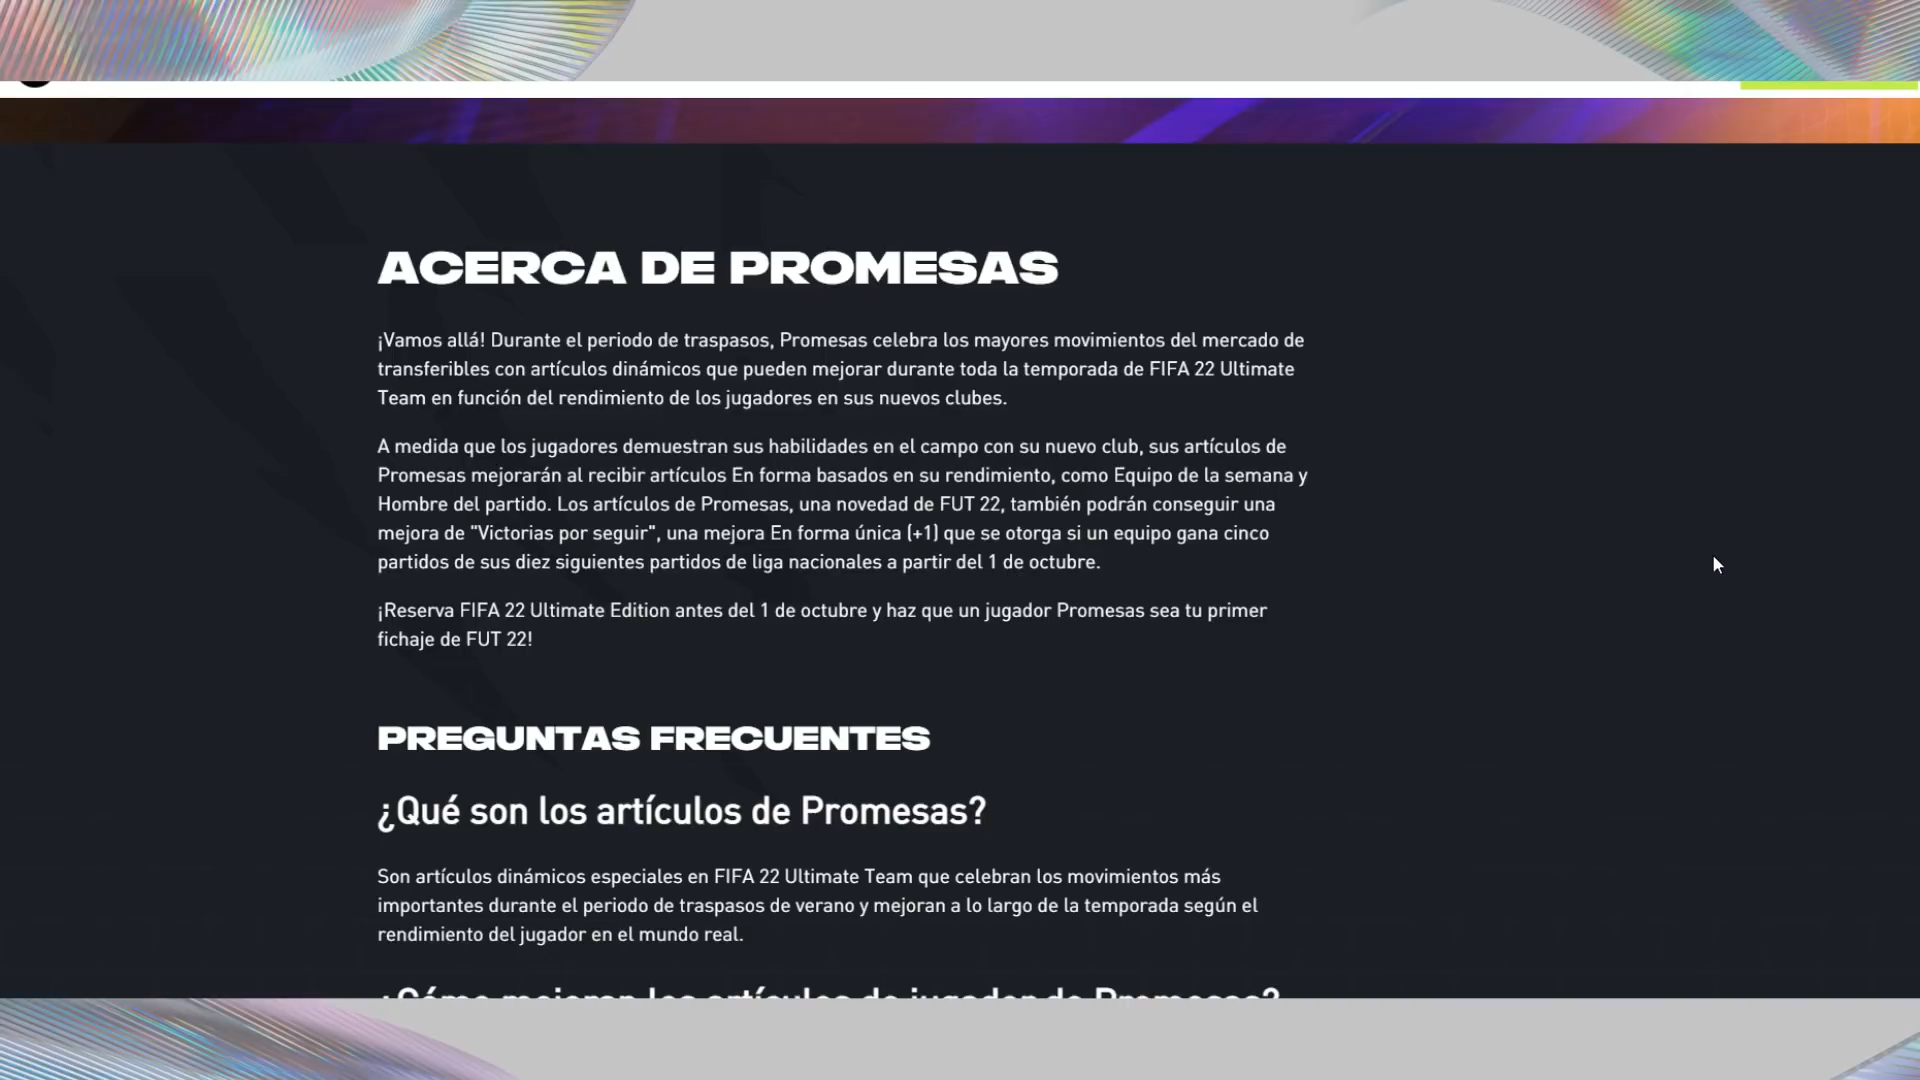 ACERCA DE PROMESAS
¡Vamos allá! Durante el periodo de traspasos, Promesas celebra los mayores movimientos del mercado de
transferibles con artículos dinámicos que pueden mejorar durante toda la temporada de FIFA 22 Ultimate
Team en función del rendimiento de los jugadores en sus nuevos clubes.
A medida que los jugadores demuestran sus habilidades en el campo con su nuevo club, sus artículos de
Promesas mejorarán al recibir artículos En forma basados en su rendimiento, como Equipo de la semana y
Hombre del partido. Los artículos de Promesas, una novedad de FUT 22, también podrán conseguir una
mejora de "Victorias por seguir", una mejora En forma única (+1) que se otorga si un equipo gana cinco
partidos de sus diez siguientes partidos de liga nacionales a partir del 1 de octubre.
¡Reserva FIFA 22 Ultimate Edition antes del 1 de octubre y haz que un jugador Promesas sea tu primer
fichaje de FUT 22!
PREGUNTAS FRECUENTES
¿Qué son los artículos de Promesas?
Son artículos dinámicos especiales en FIFA 22 Ultimate Team que celebran los movimientos más
importantes durante el periodo de traspasos de verano y mejoran a lo largo de la temporada según el
rendimiento del jugador en el mundo real.
¿Cómo mejoran los artículos de jugador de Promesas?